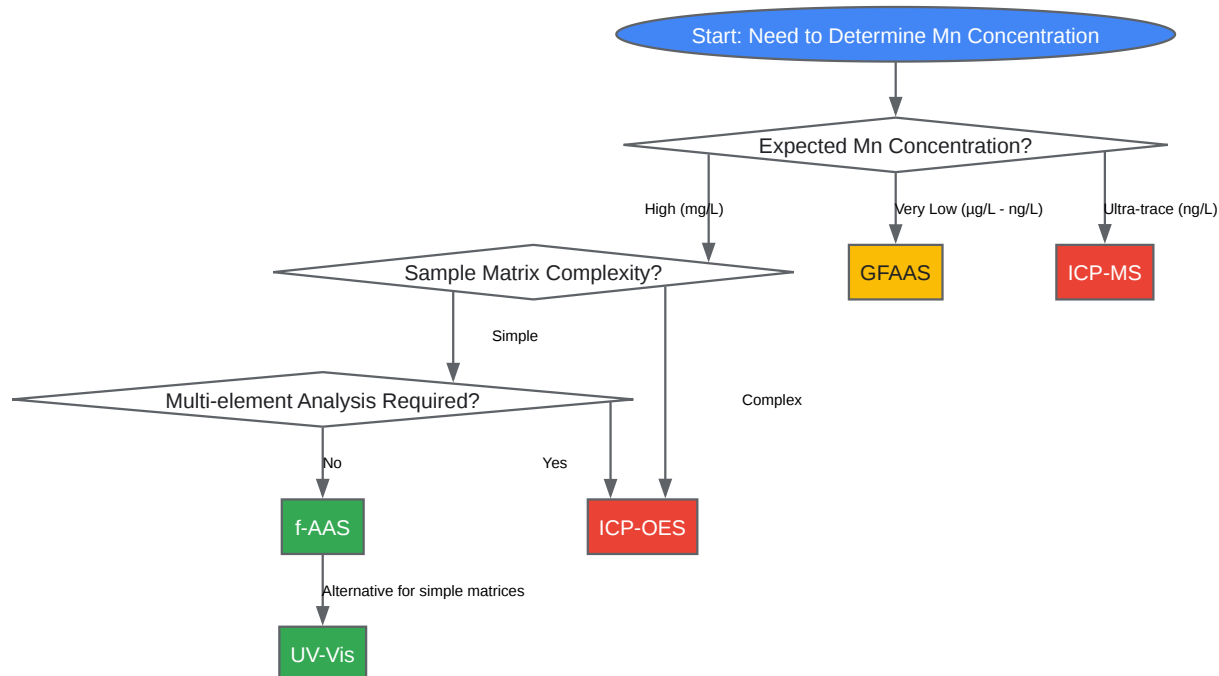 Start: Need to Determine Mn Concentration
Expected Mn Concentration?
High (mg/L)
Very Low (µg/L - ng/L)
Ultra-trace (ng/L)
Sample Matrix Complexity?
GFAAS
ICP-MS
Simple
Multi-element Analysis Required?
Complex
No
Yes
f-AAS
ICP-OES
Alternative for simple matrices
UV-Vis